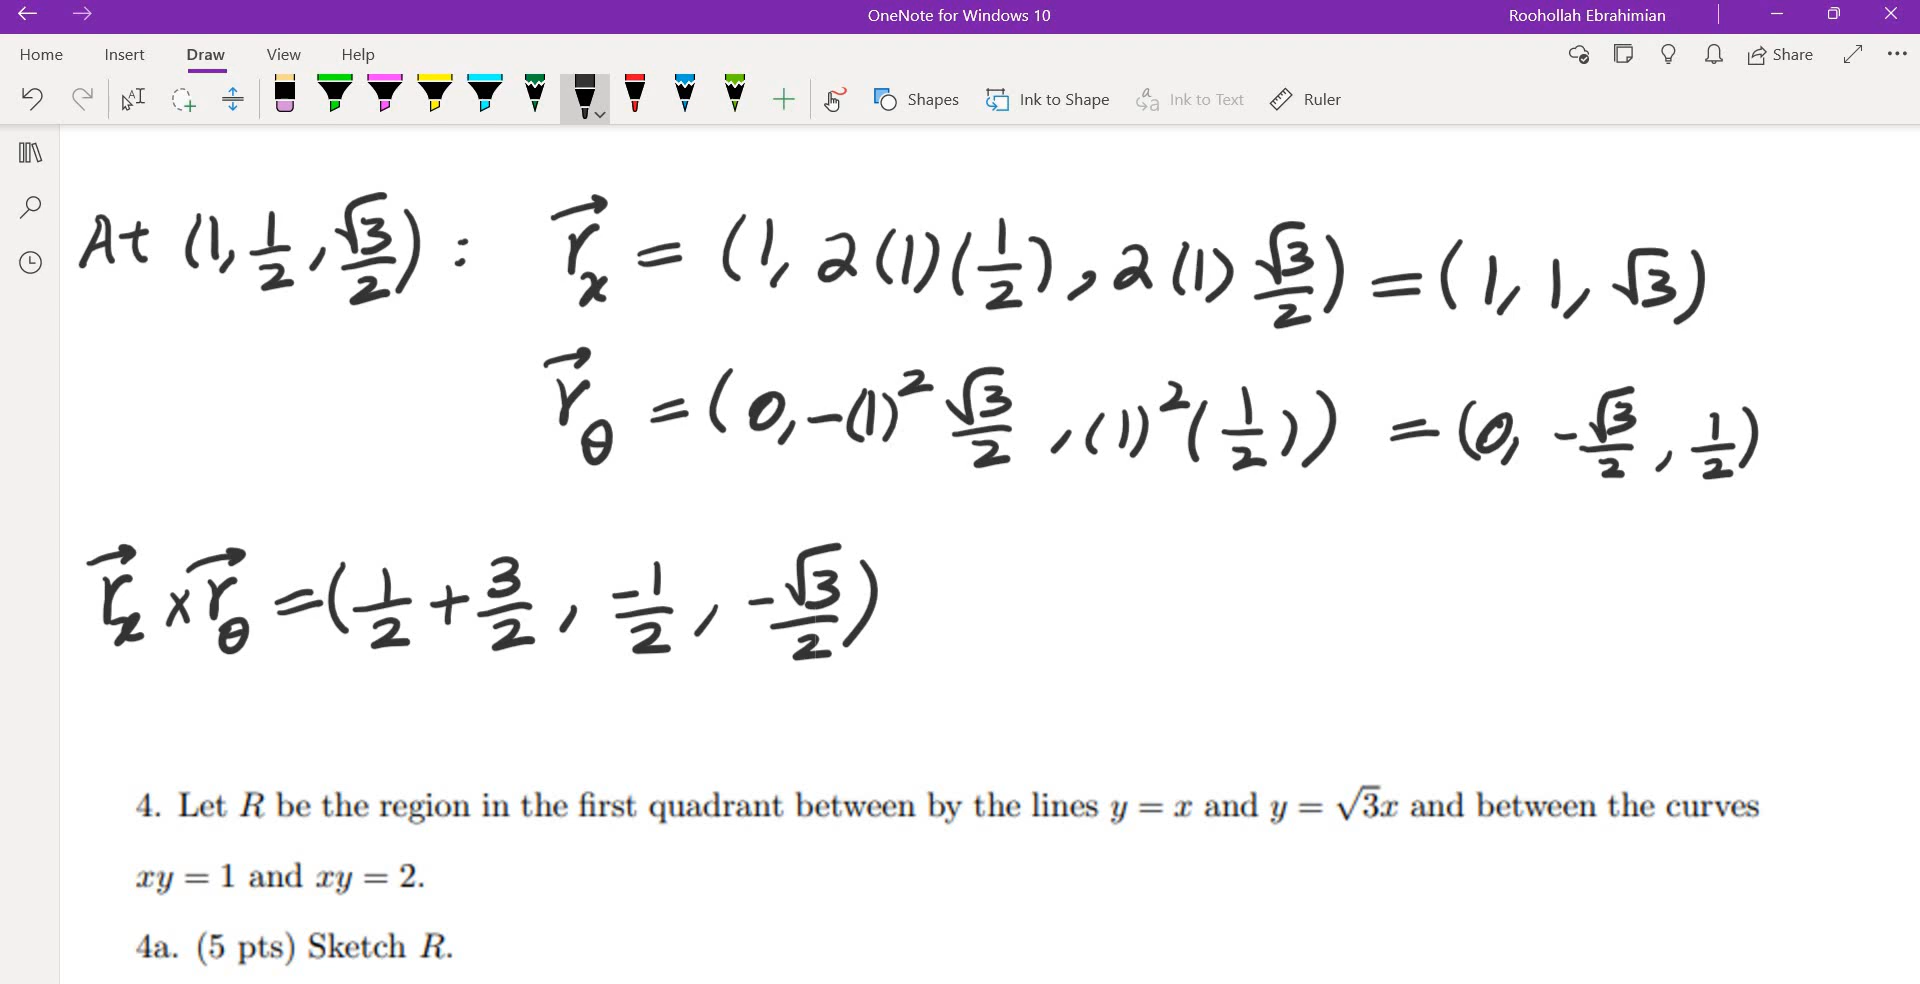 OneNote for Windows 10
Roohollah Ebrahimian
Home Insert Draw View Help
Share
Shapes Ink to Shape Ink to Text Ruler
At (1, 1/2, √3/2) : r⃗_x = (1, 2(1)(1/2), 2(1) √3/2) = (1, 1, √3)
r⃗_θ = (0, -(1)² √3/2, (1)²(1/2)) = (0, -√3/2, 1/2)
r⃗_x × r⃗_θ = (1/2 + 3/2, -1/2, -√3/2)
4. Let R be the region in the first quadrant between by the lines y = x and y = √3x and between the curves
xy = 1 and xy = 2.
4a. (5 pts) Sketch R.